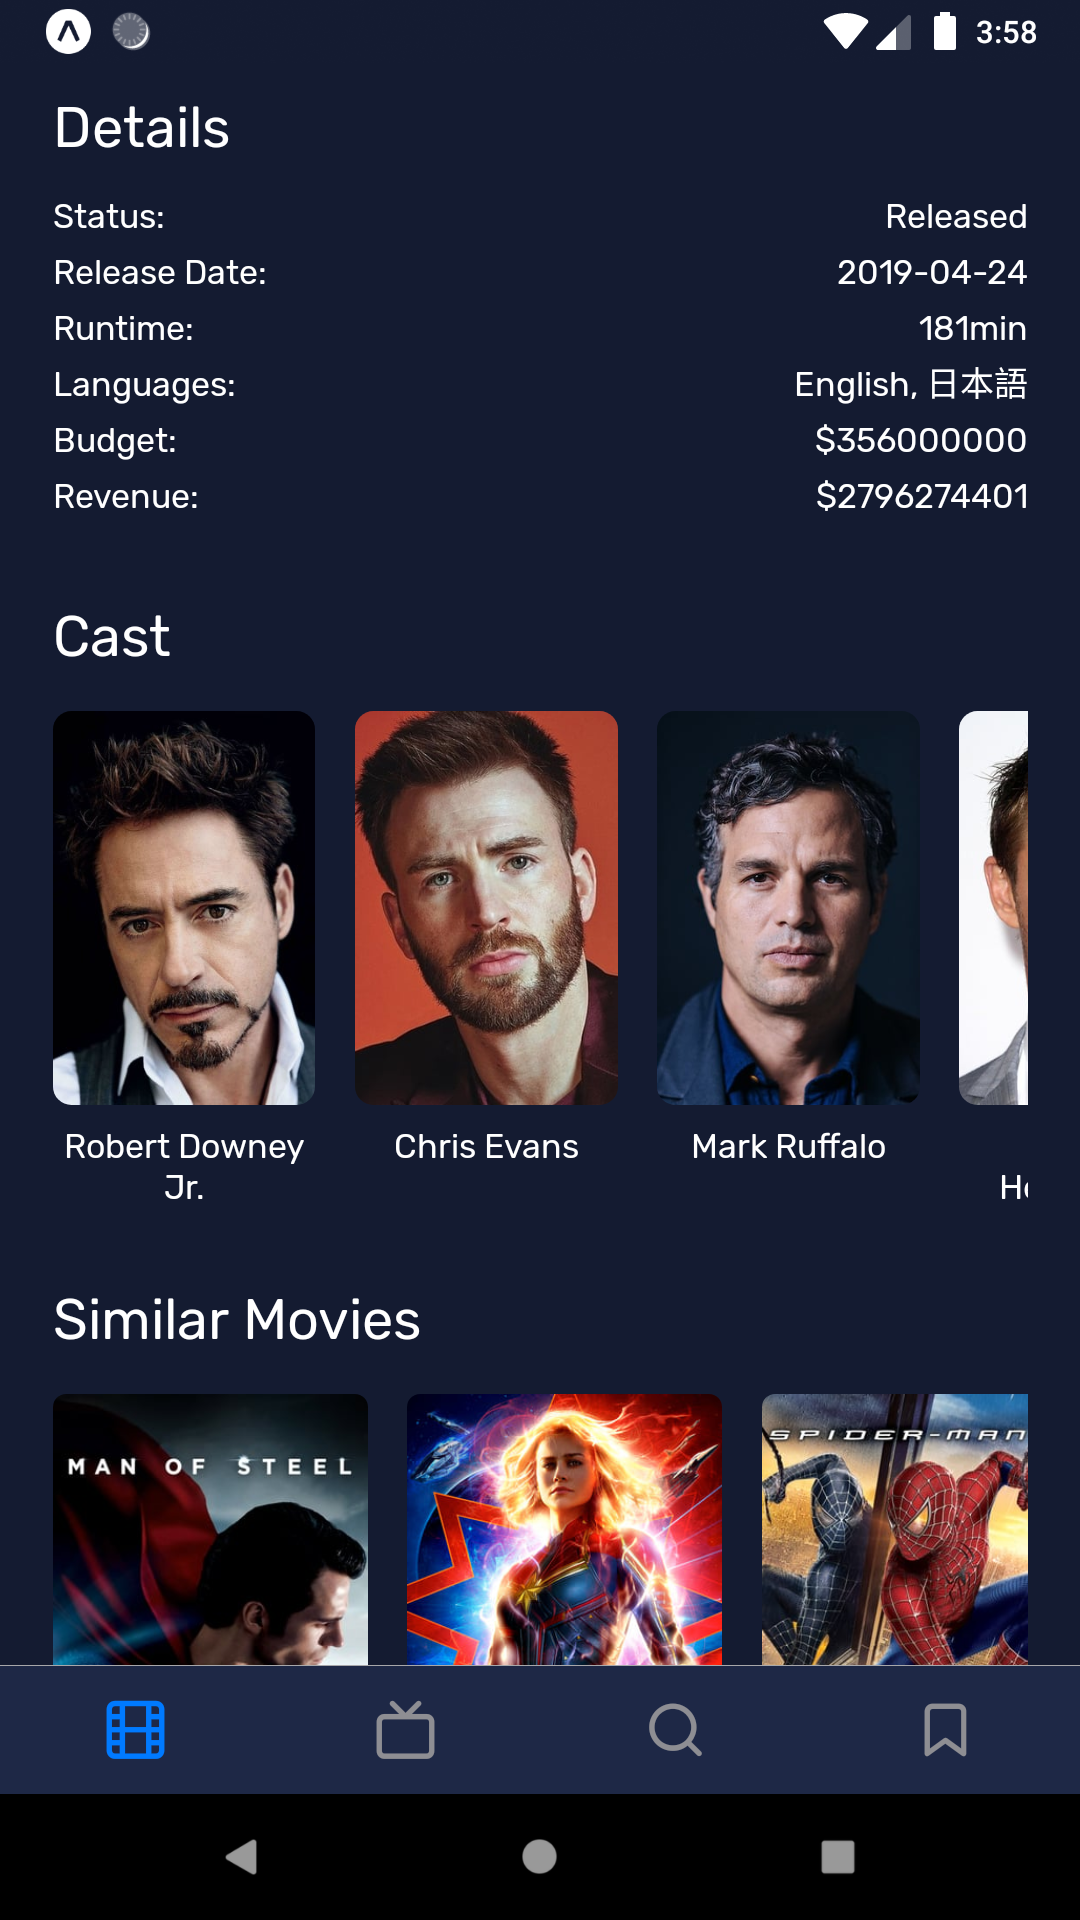 3:58
Details
Status: Released
Release Date: 2019-04-24
Runtime: 181min
Languages: English, 日本語
Budget: $356000000
Revenue: $2796274401
Cast
Robert Downey
Jr.
Chris Evans
Mark Ruffalo
Similar Movies
MAN OF STEEL
SPIDER-MAN